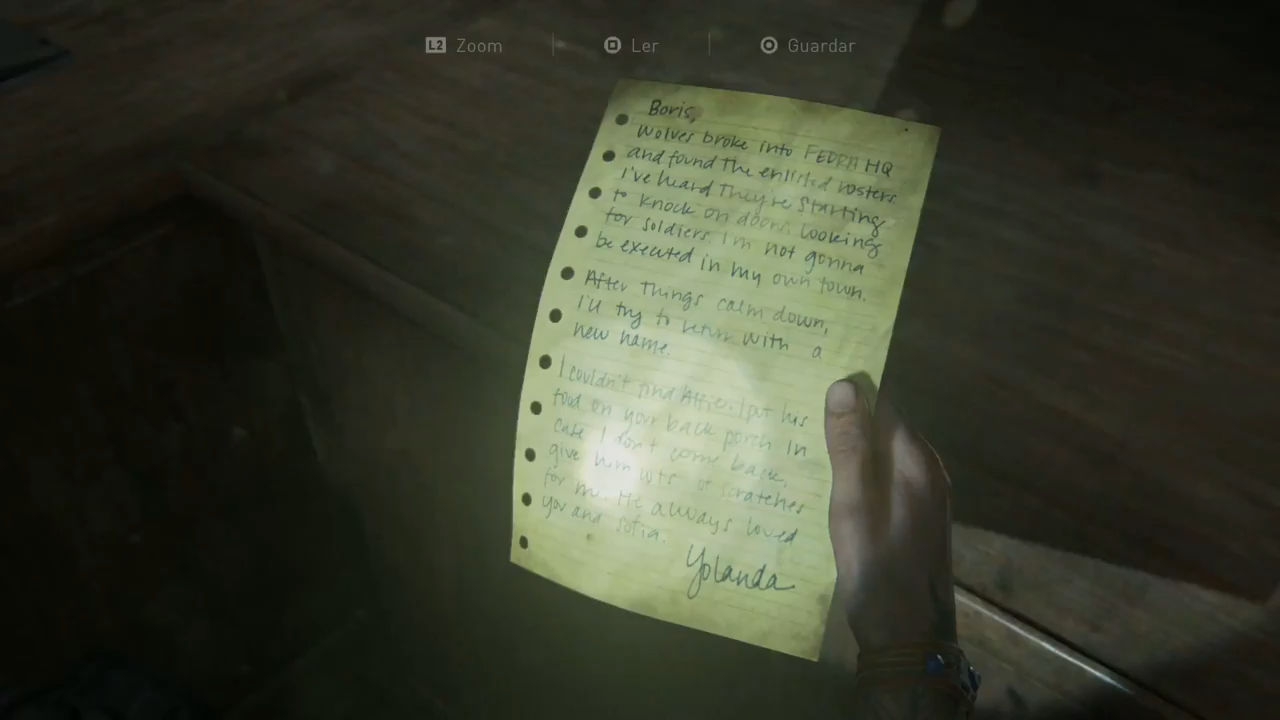 L2 Zoom
Ler
Guardar
Boris,
Wolves broke into FEDRA HQ
and found the enlisted rosters
I've heard They're Starting
to knock on doors, looking
for soldiers. I'm not gonna
be executed in my own town.
After things calm down,
I'll try to return with a
new name.
I couldn't find Alfie. I put his
food on your back porch in
case I don't come back.
give him lots of scratches
for me. He always loved
you and Sofia.
Yolanda